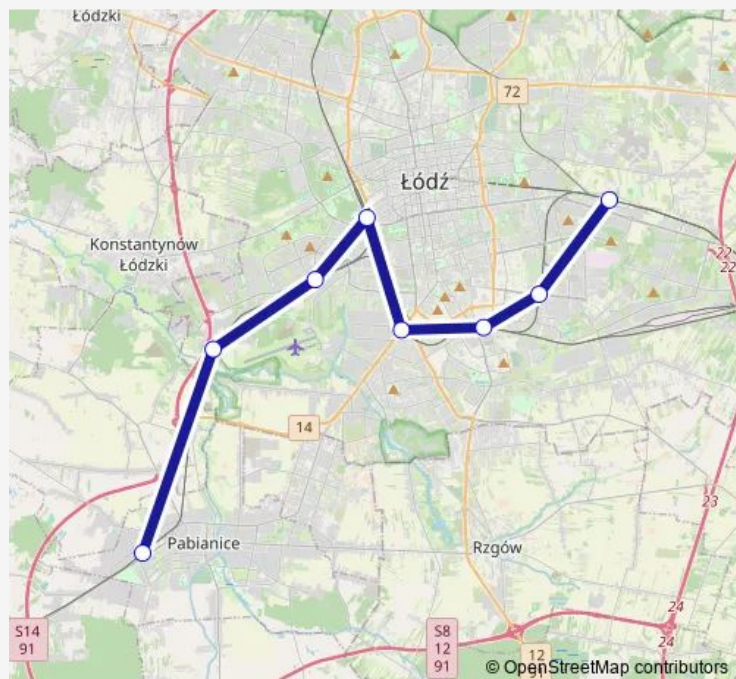 Łódzki
72
Łódź
Konstantynów
Łódzki
22
22
14
23
Pabianice
Rzgów
24
24
S14
91
S8
12
91
12
91
© OpenStreetMap contributors